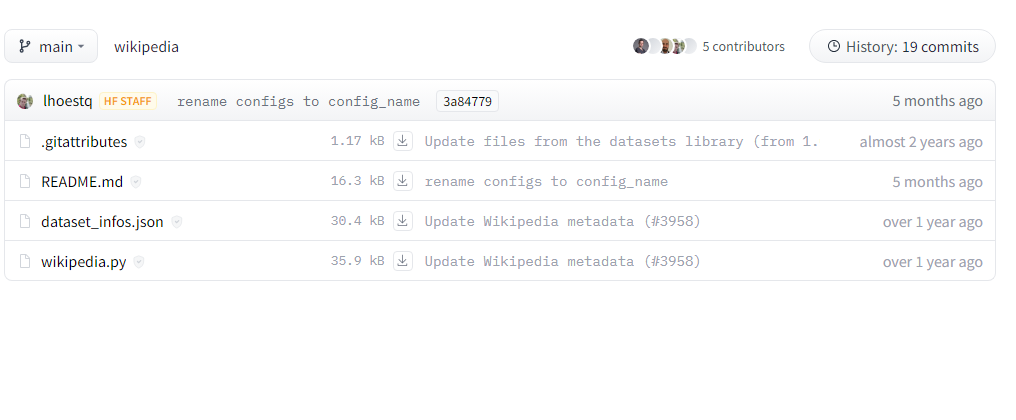 main wikipedia 5 contributors History: 19 commits
lhoestq HF STAFF rename configs to config_name 3a84779 5 months ago
.gitattributes 1.17 kB Update files from the datasets library (from 1. almost 2 years ago
README.md 16.3 kB rename configs to config_name 5 months ago
dataset_infos.json 30.4 kB Update Wikipedia metadata (#3958) over 1 year ago
wikipedia.py 35.9 kB Update Wikipedia metadata (#3958) over 1 year ago